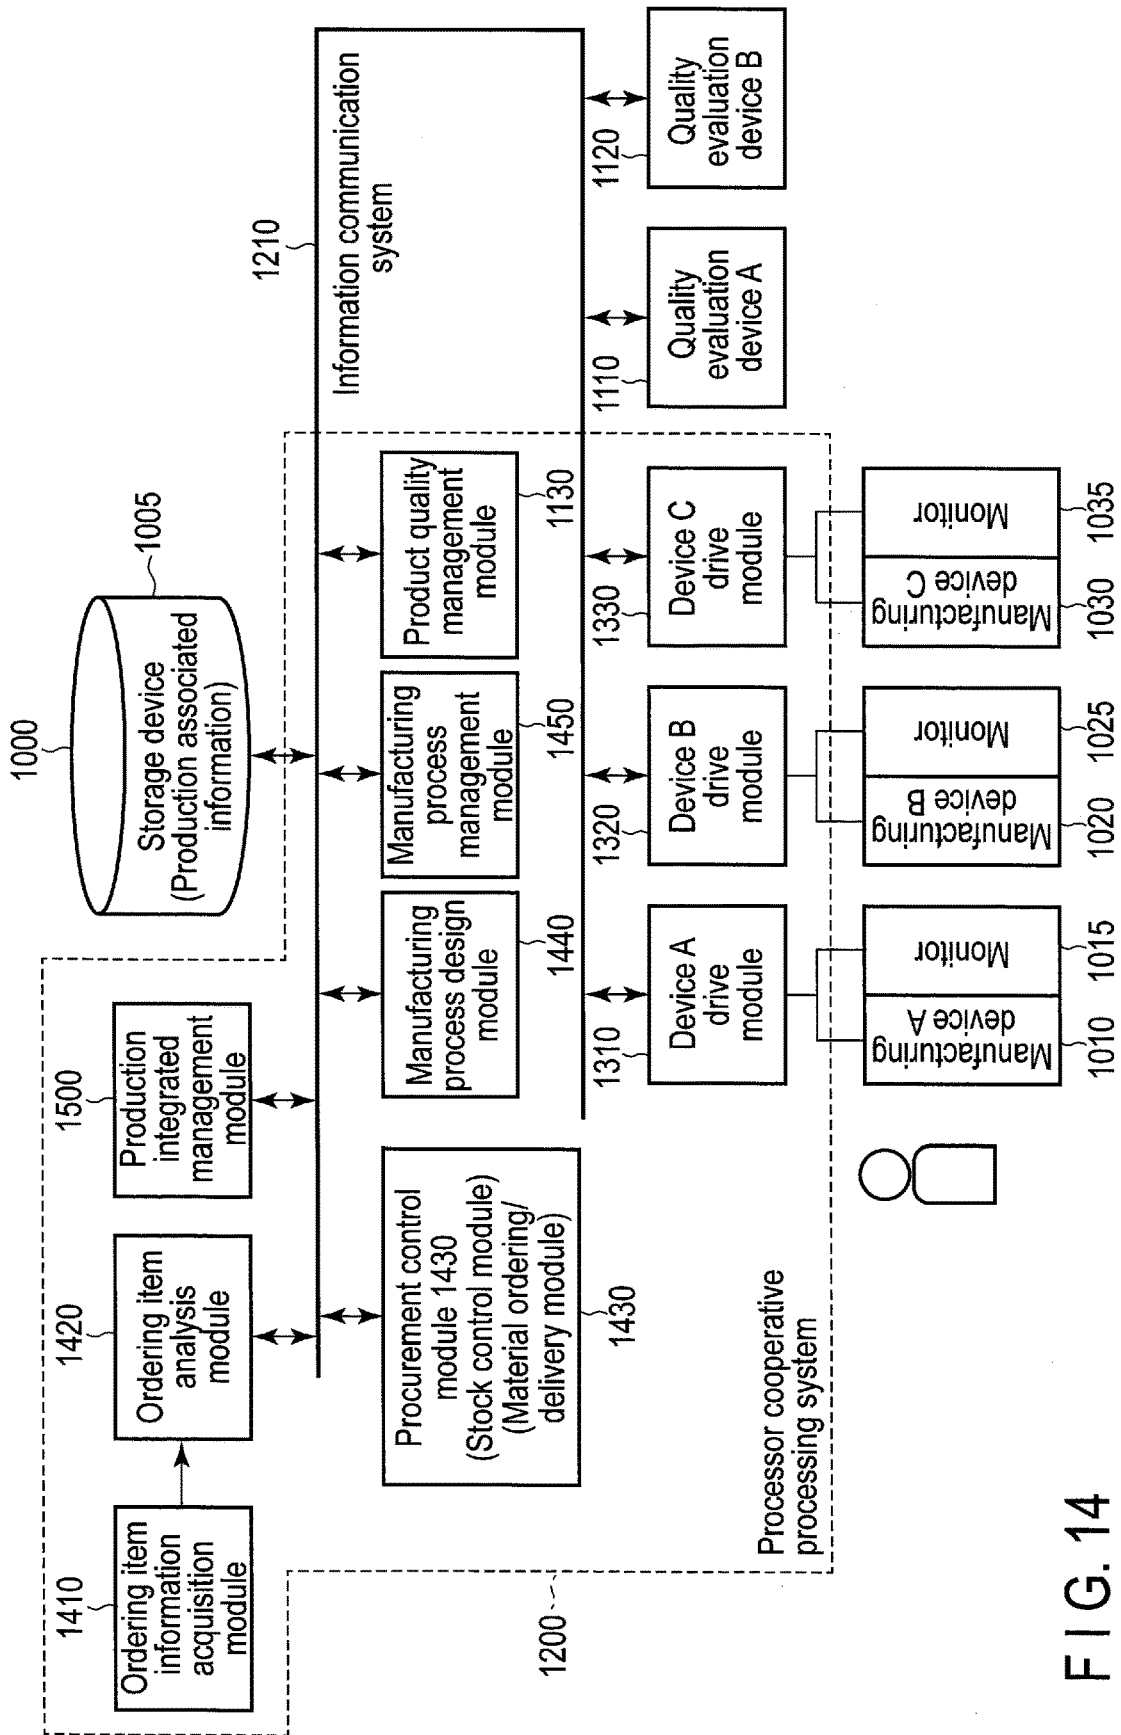 1000
Storage device
(Production associated
information)
1005
1410
Ordering item
information
acquisition
module
1420
Ordering item
analysis
module
1500
Production
integrated
management
module
1210
Information communication
system
Procurement control
module 1430
(Stock control module)
(Material ordering/
delivery module)
1430
Manufacturing
process design
module
1440
Manufacturing
process
management
module
1450
Product quality
management
module
1130
1310
Device A
drive
module
1320
Device B
drive
module
1330
Device C
drive
module
1110
Quality
evaluation
device A
1120
Quality
evaluation
device B
1200
Processor cooperative
processing system
Manufacturing
device A
Monitor
1010
1015
Manufacturing
device B
Monitor
1020
1025
Manufacturing
device C
Monitor
1030
1035
FIG. 14